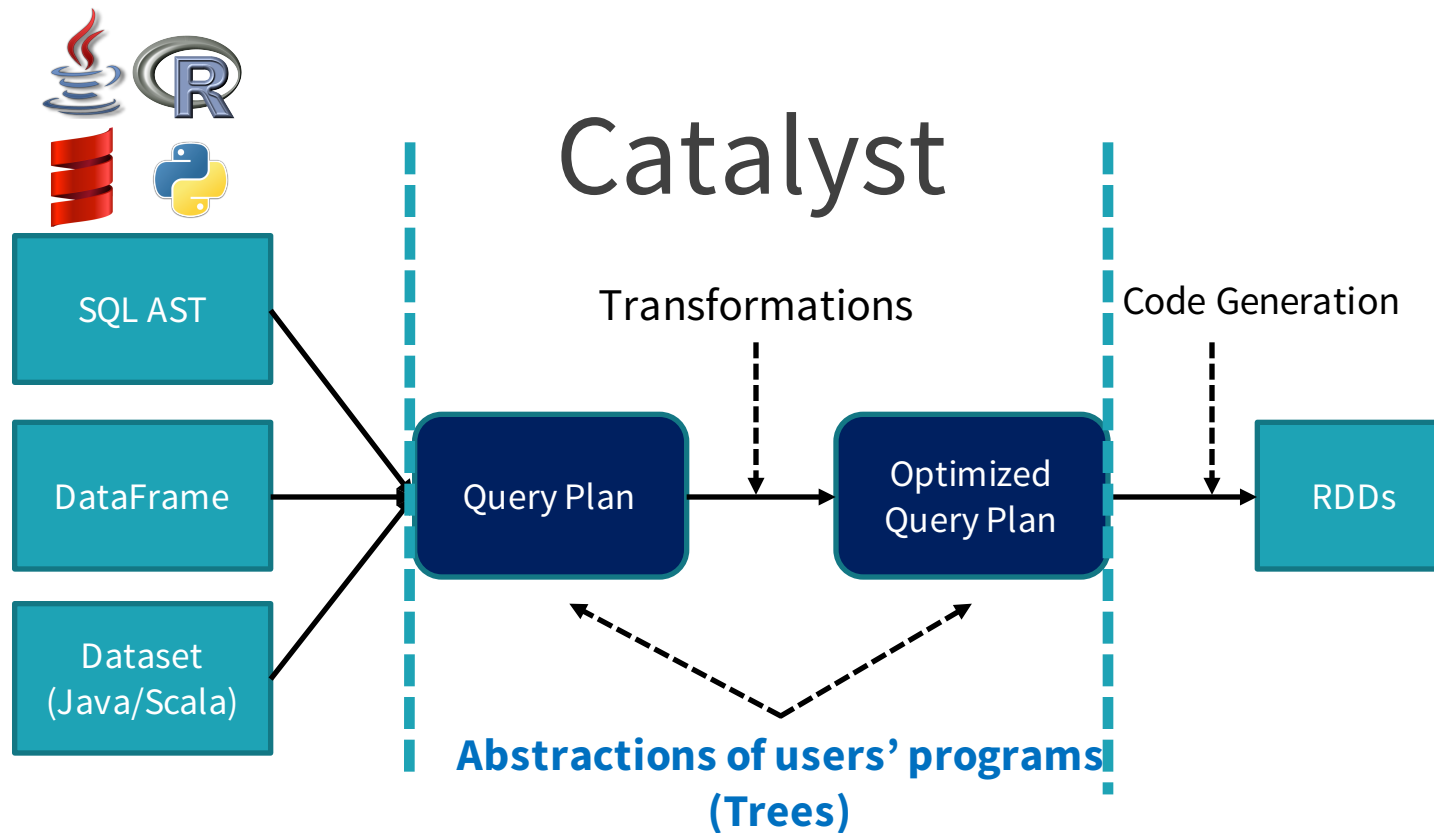 R
Catalyst
SQL AST
Transformations
Code Generation
DataFrame
Query Plan
Optimized
Query Plan
RDDs
Dataset
(Java/Scala)
Abstractions of users’ programs
(Trees)